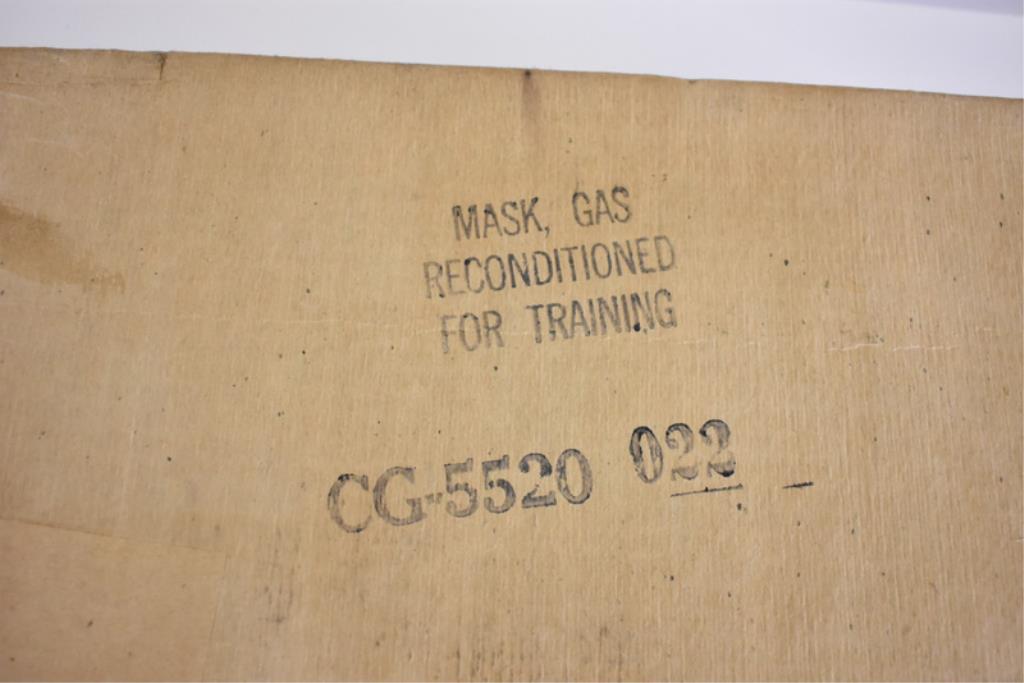 MASK, GAS
RECONDITIONED
FOR TRAINING
CG-5520 022